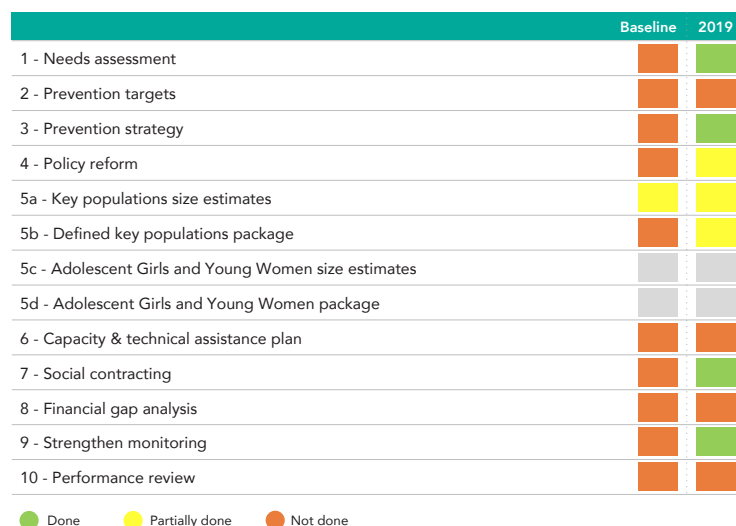 Baseline 2019
1 - Needs assessment
2 - Prevention targets
3 - Prevention strategy
4 - Policy reform
5a - Key populations size estimates
5b - Defined key populations package
5c - Adolescent Girls and Young Women size estimates
5d - Adolescent Girls and Young Women package
6 - Capacity & technical assistance plan
7 - Social contracting
8 - Financial gap analysis
9 - Strengthen monitoring
10 - Performance review
Done Partially done Not done